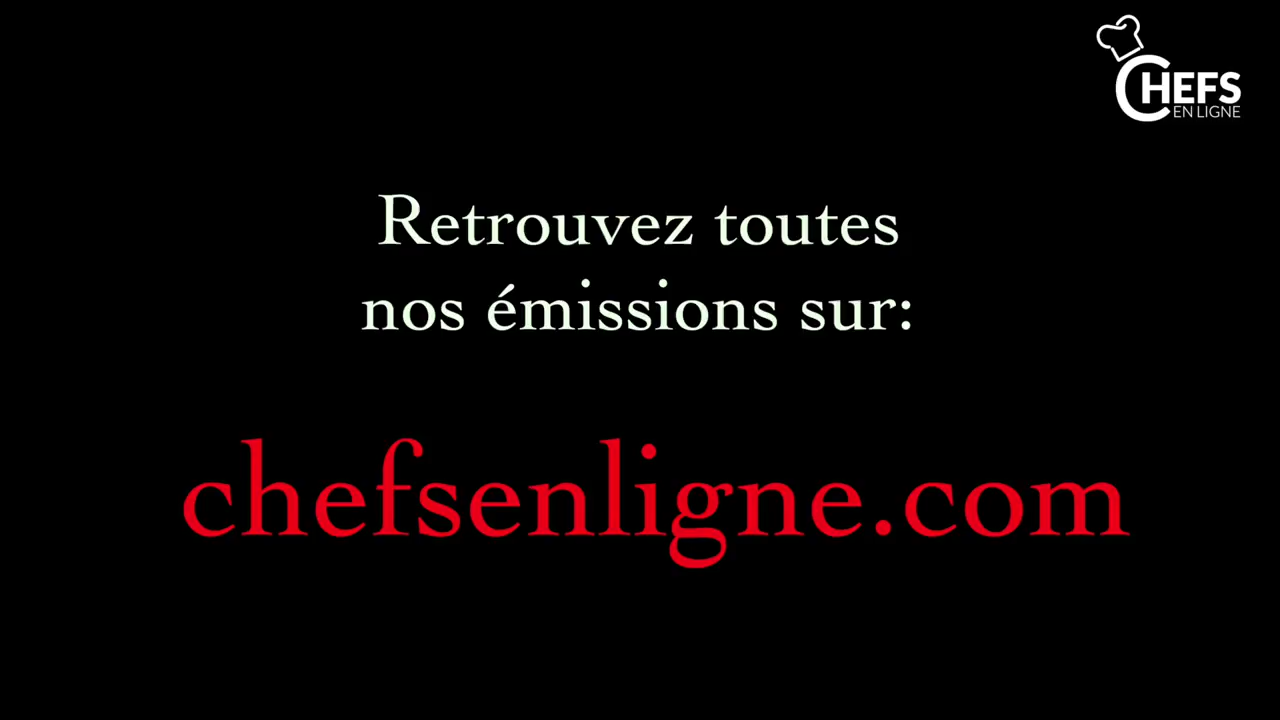 CHEFS
EN LIGNE
Retrouvez toutes
nos émissions sur:
chefsenligne.com